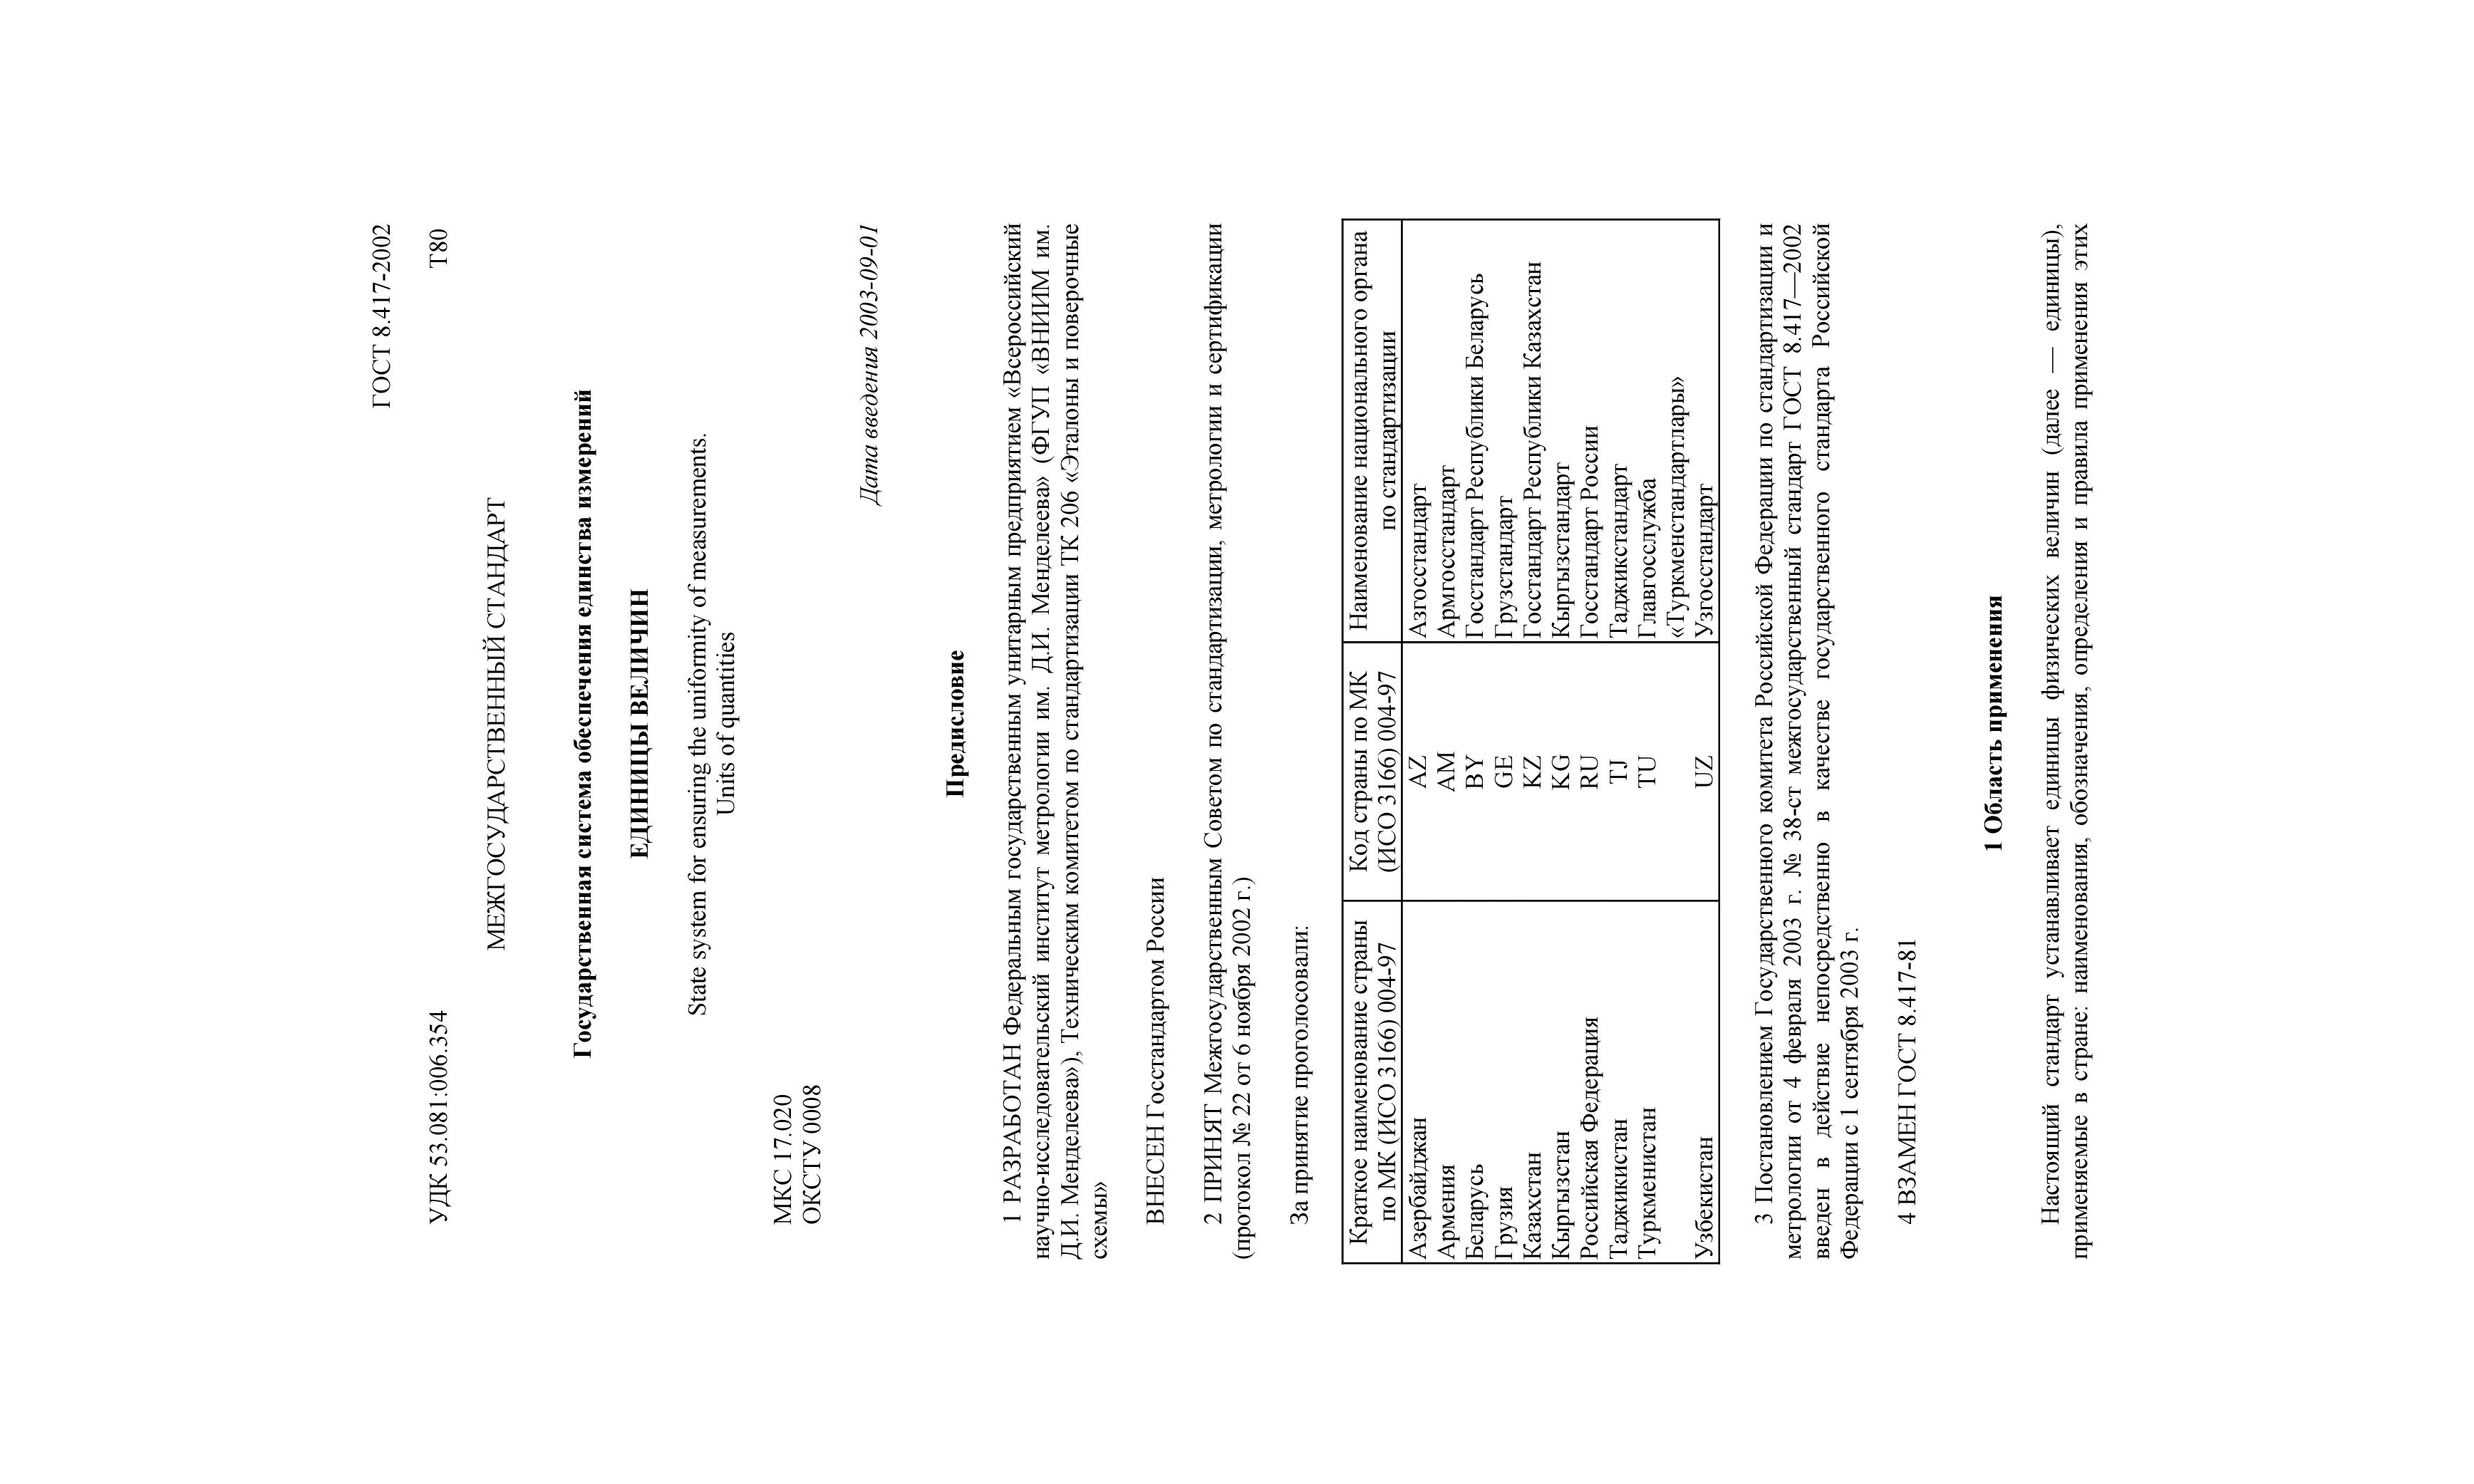 ГОСТ 8.417-2002
УДК 53.081:006.354 Т80
МЕЖГОСУДАРСТВЕННЫЙ СТАНДАРТ
Государственная система обеспечения единства измерений
ЕДИНИЦЫ ВЕЛИЧИН
State system for ensuring the uniformity of measurements.
Units of quantities
МКС 17.020
ОКСТУ 0008
Дата введения 2003-09-01
Предисловие
1 РАЗРАБОТАН Федеральным государственным унитарным предприятием «Всероссийский
научно-исследовательский институт метрологии им. Д.И. Менделеева» (ФГУП «ВНИИМ им.
Д.И. Менделеева»), Техническим комитетом по стандартизации ТК 206 «Эталоны и поверочные
схемы»
ВНЕСЕН Госстандартом России
2 ПРИНЯТ Межгосударственным Советом по стандартизации, метрологии и сертификации
(протокол № 22 от 6 ноября 2002 г.)
За принятие проголосовали:
Краткое наименование страны Код страны по МК Наименование национального органа
по МК (ИСО 3166) 004-97 (ИСО 3166) 004-97 по стандартизации
Азербайджан AZ Азгосстандарт
Армения AM Армгосстандарт
Беларусь BY Госстандарт Республики Беларусь
Грузия GE Грузстандарт
Казахстан KZ Госстандарт Республики Казахстан
Кыргызстан KG Кыргызстандарт
Российская Федерация RU Госстандарт России
Таджикистан TJ Таджикстандарт
Туркменистан TU Главгосслужба
«Туркменстандартлары»
Узбекистан UZ Узгосстандарт
3 Постановлением Государственного комитета Российской Федерации по стандартизации и
метрологии от 4 февраля 2003 г. № 38-ст межгосударственный стандарт ГОСТ 8.417—2002
введен в действие непосредственно в качестве государственного стандарта Российской
Федерации с 1 сентября 2003 г.
4 ВЗАМЕН ГОСТ 8.417-81
1 Область применения
Настоящий стандарт устанавливает единицы физических величин (далее — единицы),
применяемые в стране: наименования, обозначения, определения и правила применения этих